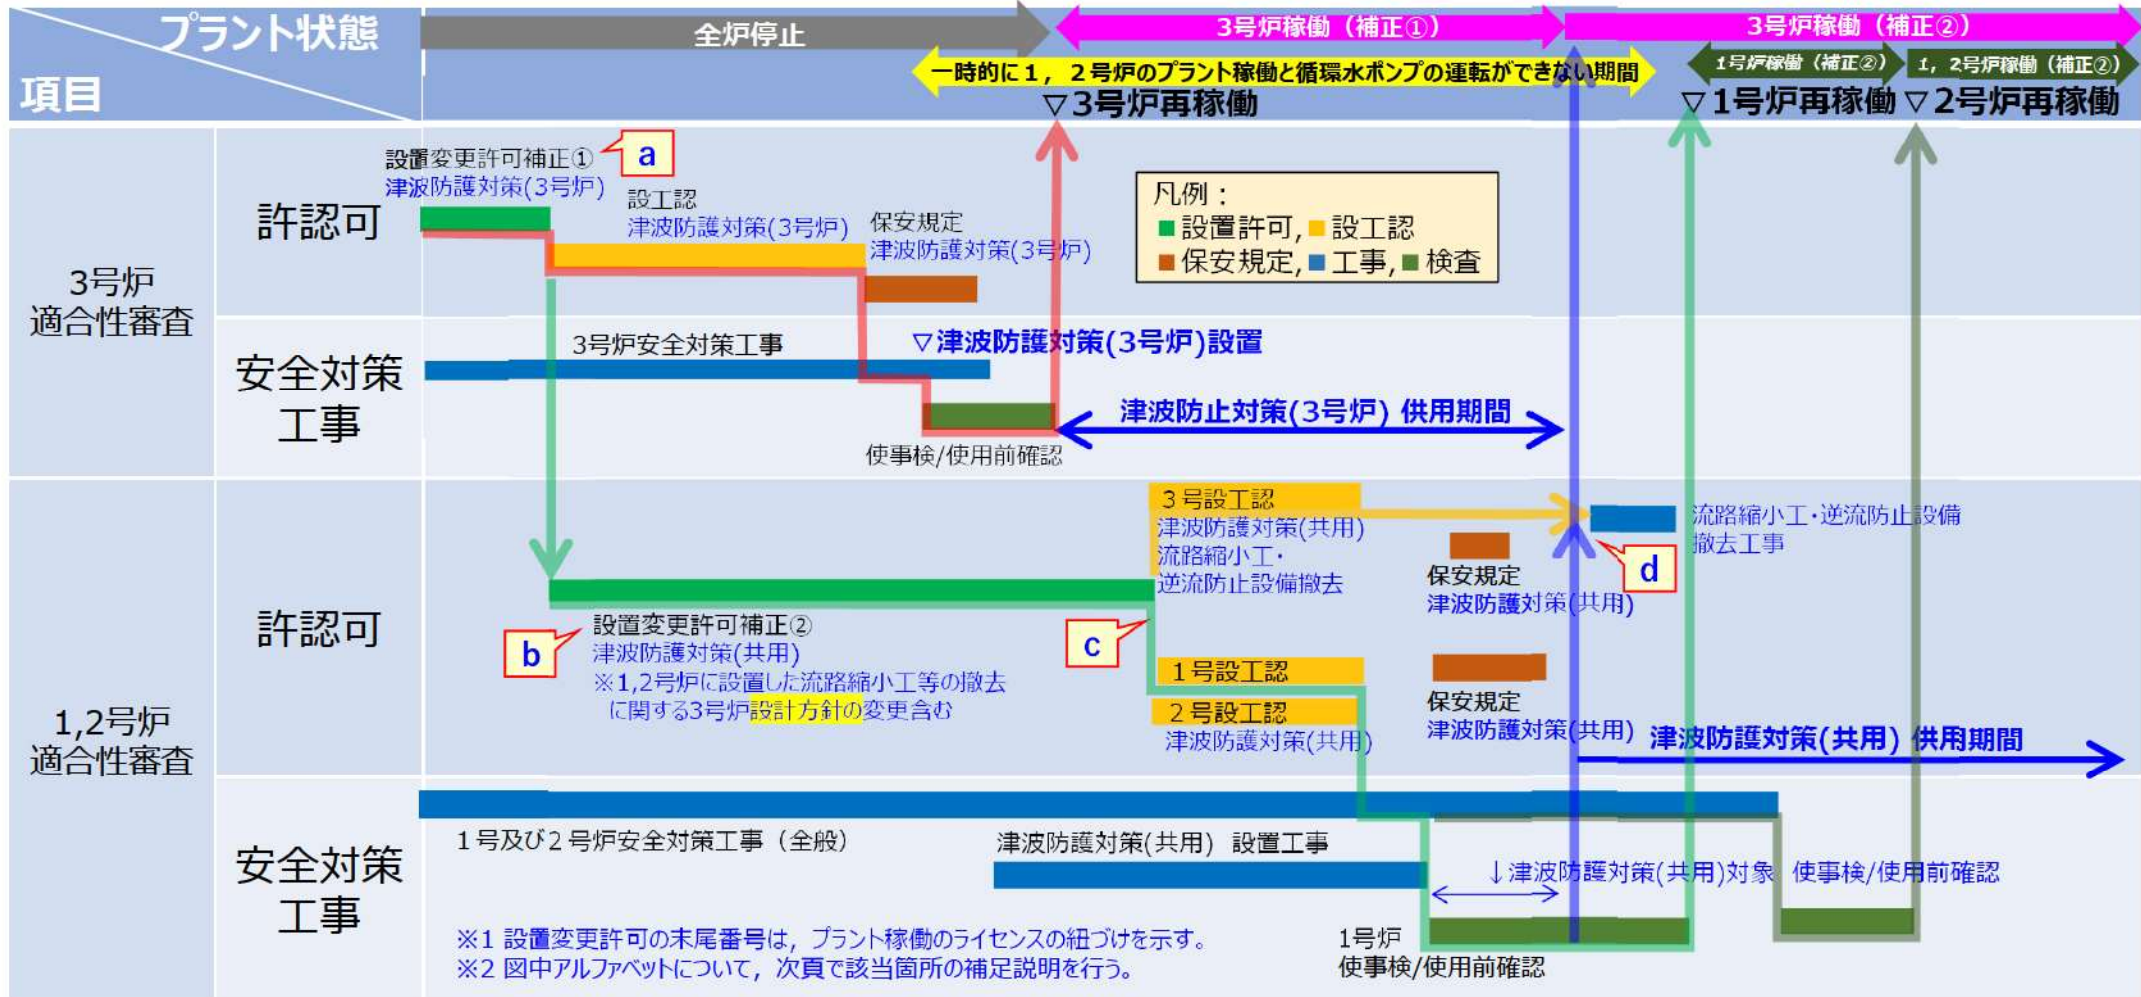 プラント状態
項目
全炉停止
3号炉稼働（補正①）
3号炉稼働（補正②）
一時的に１，２号炉のプラント稼働と循環水ポンプの運転ができない期間
1号炉稼働（補正②）
1，2号炉稼働（補正②）
▽3号炉再稼働
▽1号炉再稼働
▽2号炉再稼働
3号炉
適合性審査
許認可
設置変更許可補正①
津波防護対策(3号炉)
a
設工認
津波防護対策(3号炉)
保安規定
津波防護対策(3号炉)
凡例：
■設置許可,■設工認
■保安規定,■工事,■検査
安全対策
工事
3号炉安全対策工事
▽津波防護対策(3号炉)設置
津波防止対策(3号炉) 供用期間
使事検/使用前確認
1,2号炉
適合性審査
許認可
３号設工認
津波防護対策(共用)
流路縮小工・
逆流防止設備撤去
保安規定
津波防護対策(共用)
流路縮小工・逆流防止設備
撤去工事
d
b
設置変更許可補正②
津波防護対策(共用)
※1,2号炉に設置した流路縮小工等の撤去
に関する3号炉設計方針の変更含む
c
１号設工認
２号設工認
津波防護対策(共用)
保安規定
津波防護対策(共用)
津波防護対策(共用) 供用期間
安全対策
工事
１号及び２号炉安全対策工事（全般）
津波防護対策(共用) 設置工事
↓津波防護対策(共用)対象 使事検/使用前確認
1号炉
使事検/使用前確認
※1 設置変更許可の末尾番号は，プラント稼働のライセンスの紐づけを示す。
※2 図中アルファベットについて，次頁で該当箇所の補足説明を行う。